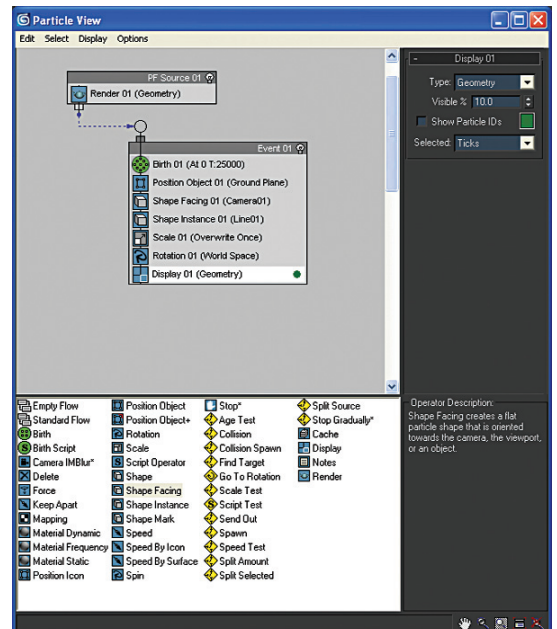 Particle View
Edit Select Display Options
PF Source 01
Render 01 (Geometry)
Event 01
Birth 01 (At 0 T:25000)
Position Object 01 (Ground Plane)
Shape Facing 01 (Camera01)
Shape Instance 01 (Line01)
Scale 01 (Overwrite Once)
Rotation 01 (World Space)
Display 01 (Geometry)
- Display 01
Type: Geometry
Visible % 10.0
Show Particle IDs
Selected: Ticks
Empty Flow
Standard Flow
Birth
Birth Script
Camera IMBlur*
Delete
Force
Keep Apart
Mapping
Material Dynamic
Material Frequency
Material Static
Position Icon
Position Object
Position Object+
Rotation
Scale
Script Operator
Shape
Shape Facing
Shape Instance
Shape Mark
Speed
Speed By Icon
Speed By Surface
Spin
Stop*
Age Test
Collision
Collision Spawn
Find Target
Go To Rotation
Scale Test
Script Test
Send Out
Spawn
Speed Test
Split Amount
Split Selected
Split Source
Stop Gradually*
Cache
Display
Notes
Render
Operator Description:
Shape Facing creates a flat
particle shape that is oriented
towards the camera, the viewport,
or an object.